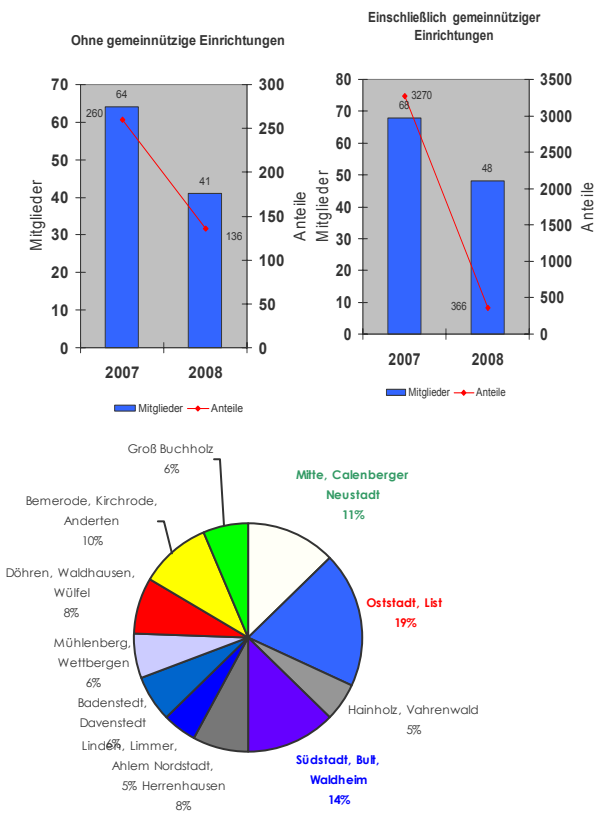 Ohne gemeinnützige Einrichtungen
70
60
50
40
30
20
10
0
Mitglieder
64
260
41
136
300
250
200
150
100
50
0
Anteile
2007
2008
Mitglieder
Anteile
Einschließlich gemeinnütziger
Einrichtungen
80
70
60
50
40
30
20
10
0
Mitglieder
3270
68
48
366
3500
3000
2500
2000
1500
1000
500
0
Anteile
2007
2008
Mitglieder
Anteile
Groß Buchholz
6%
Mitte, Calenberger
Neustadt
11%
Bemerode, Kirchrode,
Anderten
10%
Döhren, Waldhausen,
Wülfel
8%
Oststadt, List
19%
Mühlenberg,
Wettbergen
6%
Badenstedt,
Davenstedt
6%
Hainholz, Vahrenwald
5%
Linden, Limmer,
Ahlem
5%
Nordstadt,
Herrenhausen
8%
Südstadt, Bult,
Waldheim
14%